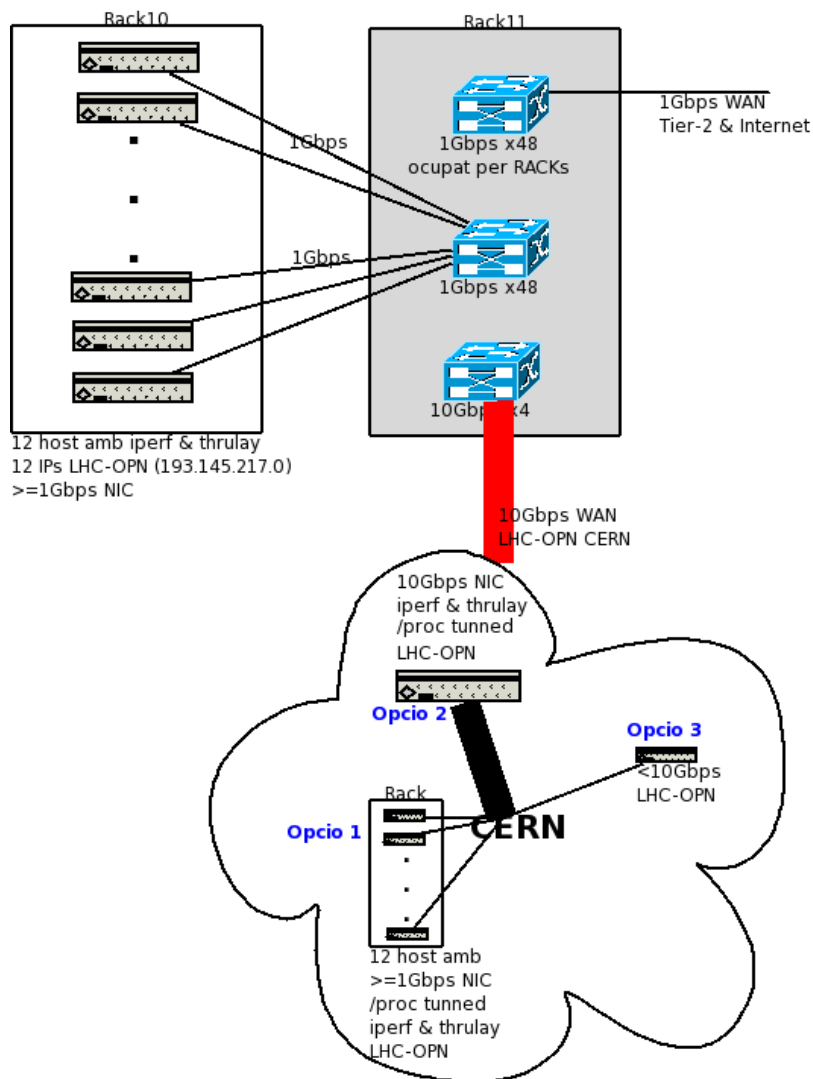 Rack10
Rack11
1Gbps WAN
Tier-2 & Internet
1Gbps
1Gbps x48
ocupat per RACKs
1Gbps
1Gbps x48
10Gbps x4
12 host amb iperf & thrulay
12 IPs LHC-OPN (193.145.217.0)
>=1Gbps NIC
10Gbps WAN
LHC-OPN CERN
10Gbps NIC
iperf & thrulay
/proc tunned
LHC-OPN
Opcio 2
Opcio 3
<10Gbps
LHC-OPN
Rack
Opcio 1
CERN
12 host amb
>=1Gbps NIC
/proc tunned
iperf & thrulay
LHC-OPN